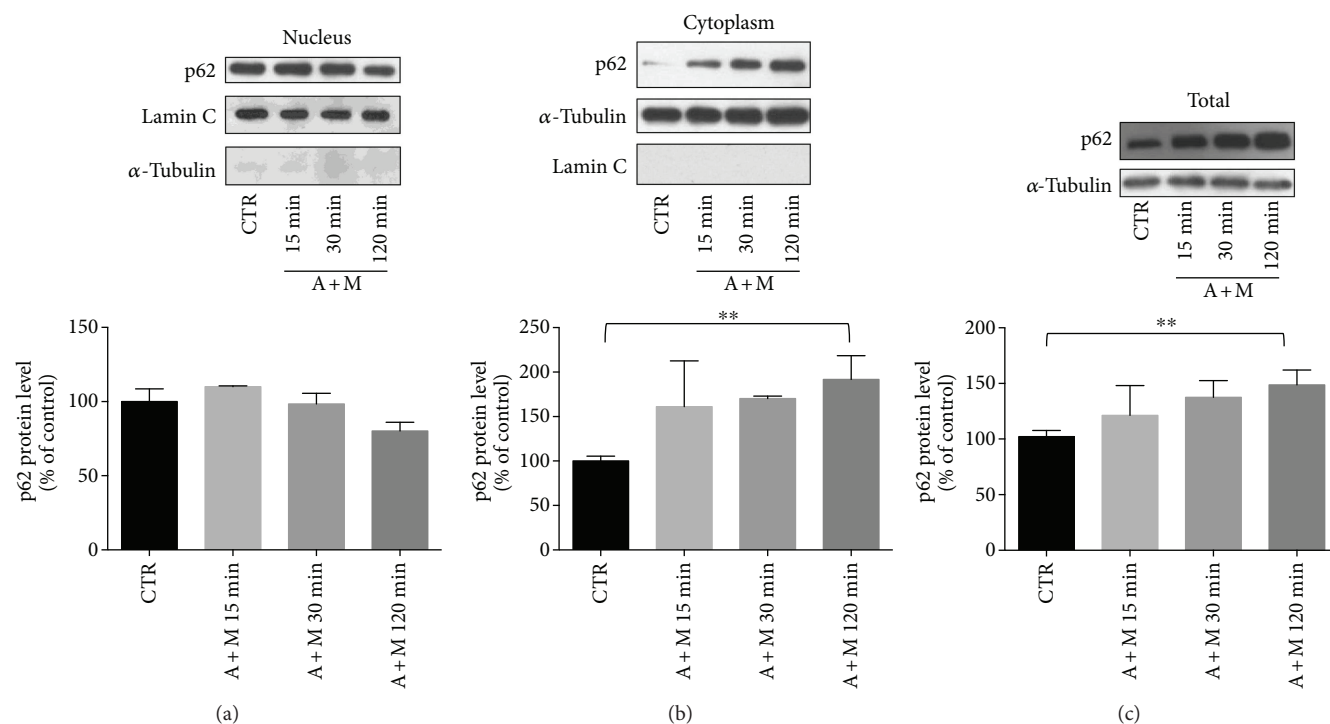 Nucleus
p62
Lamin C
α-Tubulin
CTR
15 min
30 min
120 min
A + M
p62 protein level
(% of control)
150
100
50
0
CTR
A + M 15 min
A + M 30 min
A + M 120 min
(a)
Cytoplasm
p62
α-Tubulin
Lamin C
CTR
15 min
30 min
120 min
A + M
**
p62 protein level
(% of control)
250
200
150
100
50
0
CTR
A + M 15 min
A + M 30 min
A + M 120 min
(b)
Total
p62
α-Tubulin
CTR
15 min
30 min
120 min
A + M
**
p62 protein level
(% of control)
200
150
100
50
0
CTR
A + M 15 min
A + M 30 min
A + M 120 min
(c)